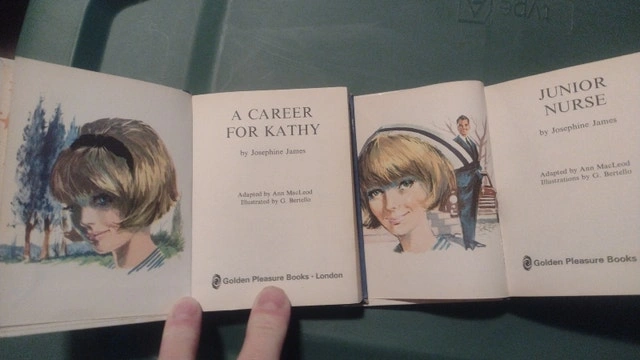 A CAREER
FOR KATHY
by Josephine James
Adapted by Ann MacLeod
Illustrated by G. Bertello
Golden Pleasure Books · London
JUNIOR
NURSE
by Josephine James
Adapted by Ann MacLeod
Illustrations by G. Bertello
Golden Pleasure Books